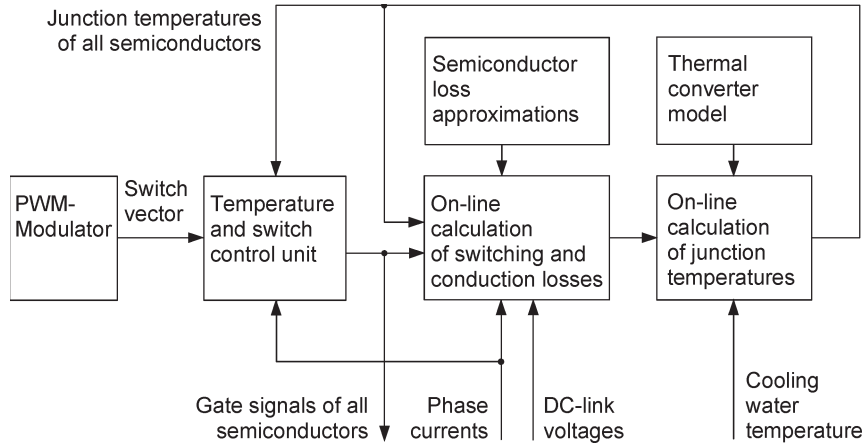 Junction temperatures
of all semiconductors
Semiconductor
loss
approximations
Thermal
converter
model
PWM-
Modulator
Switch
vector
Temperature
and switch
control unit
On-line
calculation
of switching and
conduction losses
On-line
calculation
of junction
temperatures
Gate signals of all
semiconductors
Phase
currents
DC-link
voltages
Cooling
water
temperature